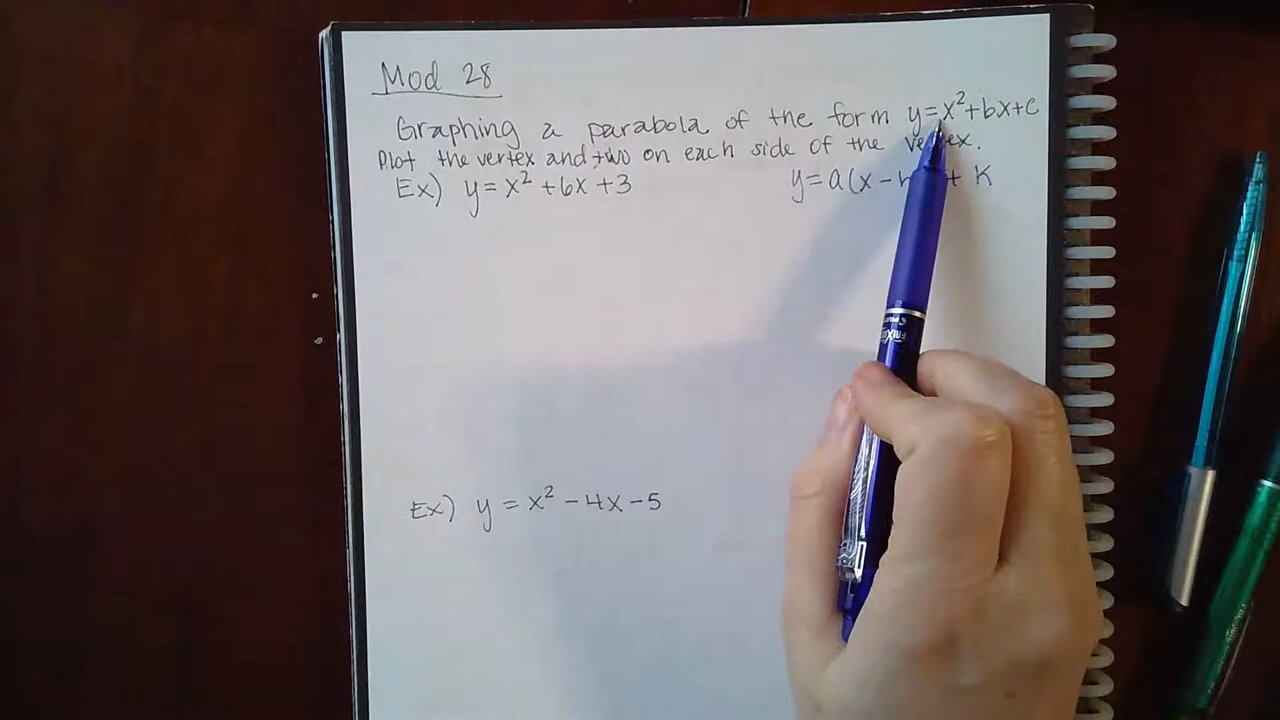 Mod 28
Graphing a parabola of the form y=x²+bx+c
Plot the vertex and two on each side of the vertex.
Ex) y=x²+6x+3 y=a(x-h + K
Ex) y=x²-4x-5